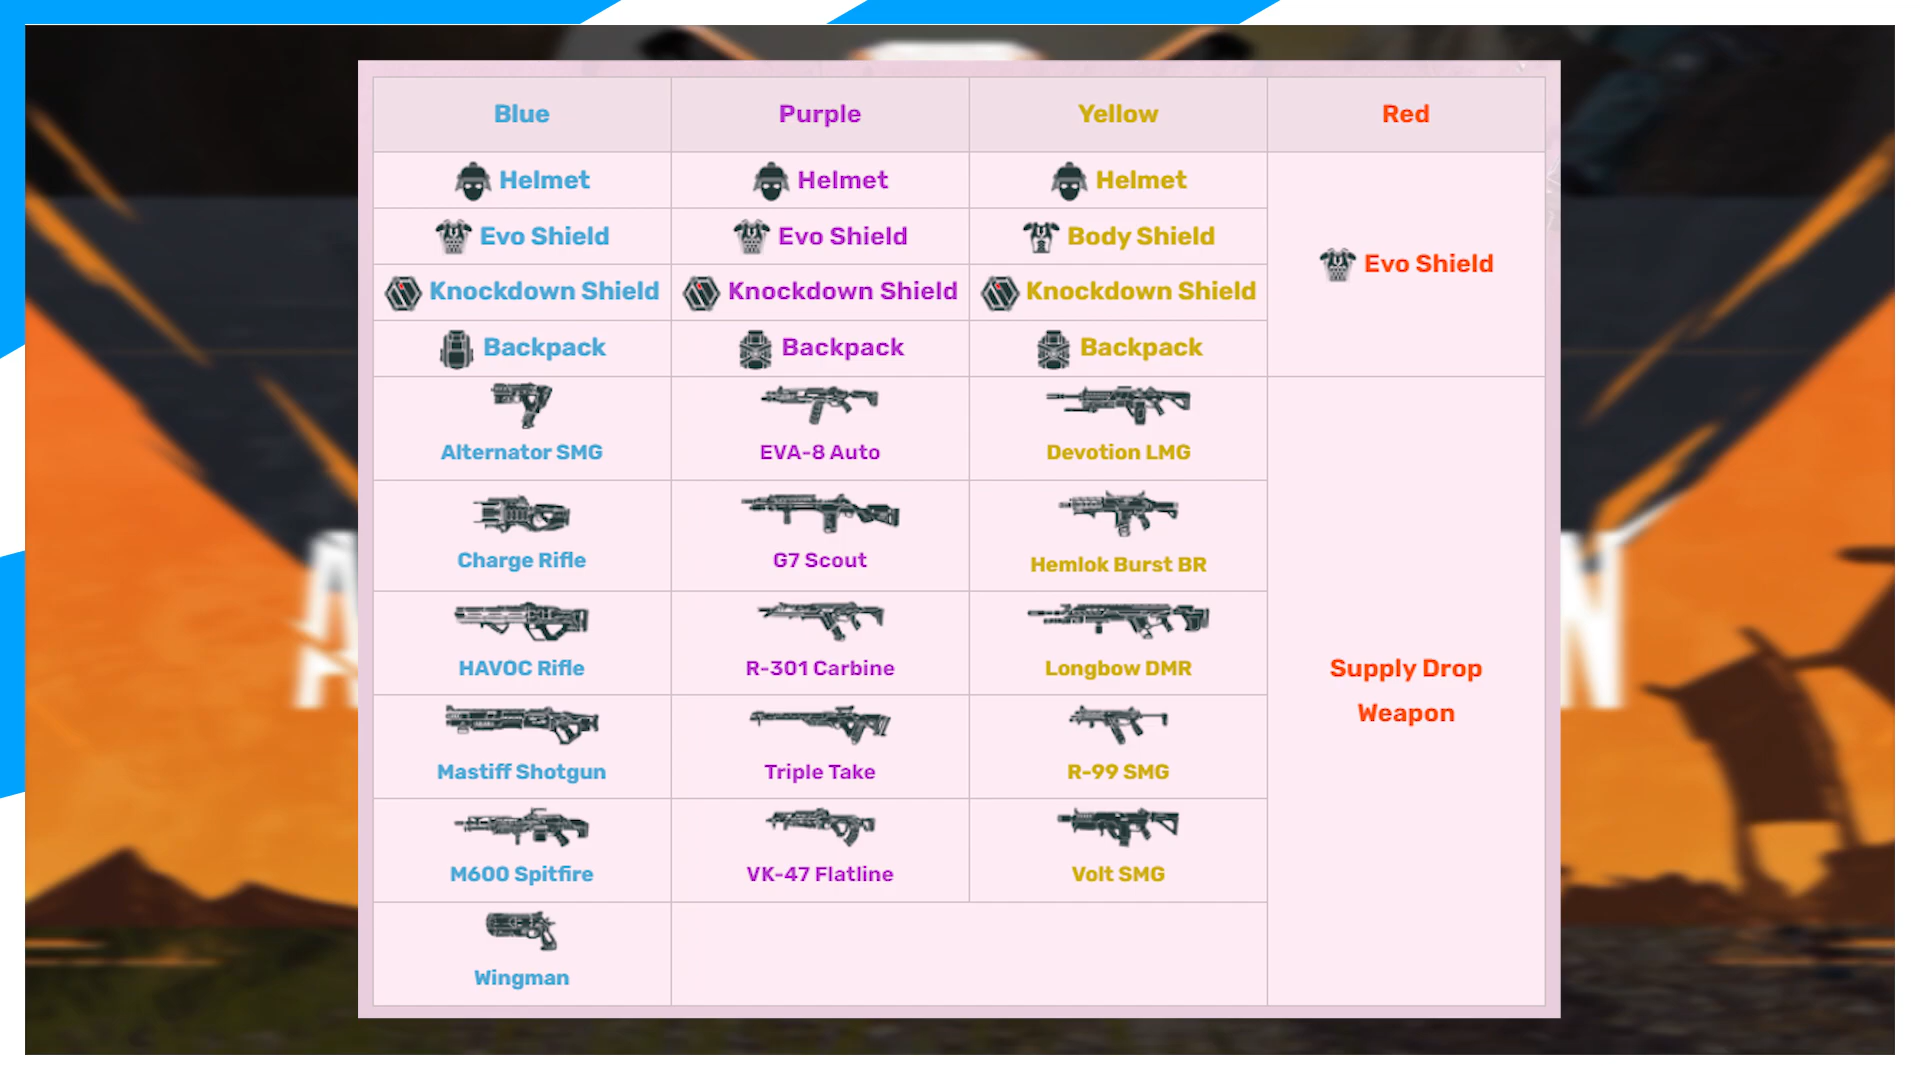 Blue Purple Yellow Red
Helmet Helmet Helmet
Evo Shield Evo Shield Body Shield
Evo Shield
Knockdown Shield Knockdown Shield Knockdown Shield
Backpack Backpack Backpack
Alternator SMG EVA-8 Auto Devotion LMG
Charge Rifle G7 Scout Hemlok Burst BR
HAVOC Rifle R-301 Carbine Longbow DMR
Supply Drop
Weapon
Mastiff Shotgun Triple Take R-99 SMG
M600 Spitfire VK-47 Flatline Volt SMG
Wingman